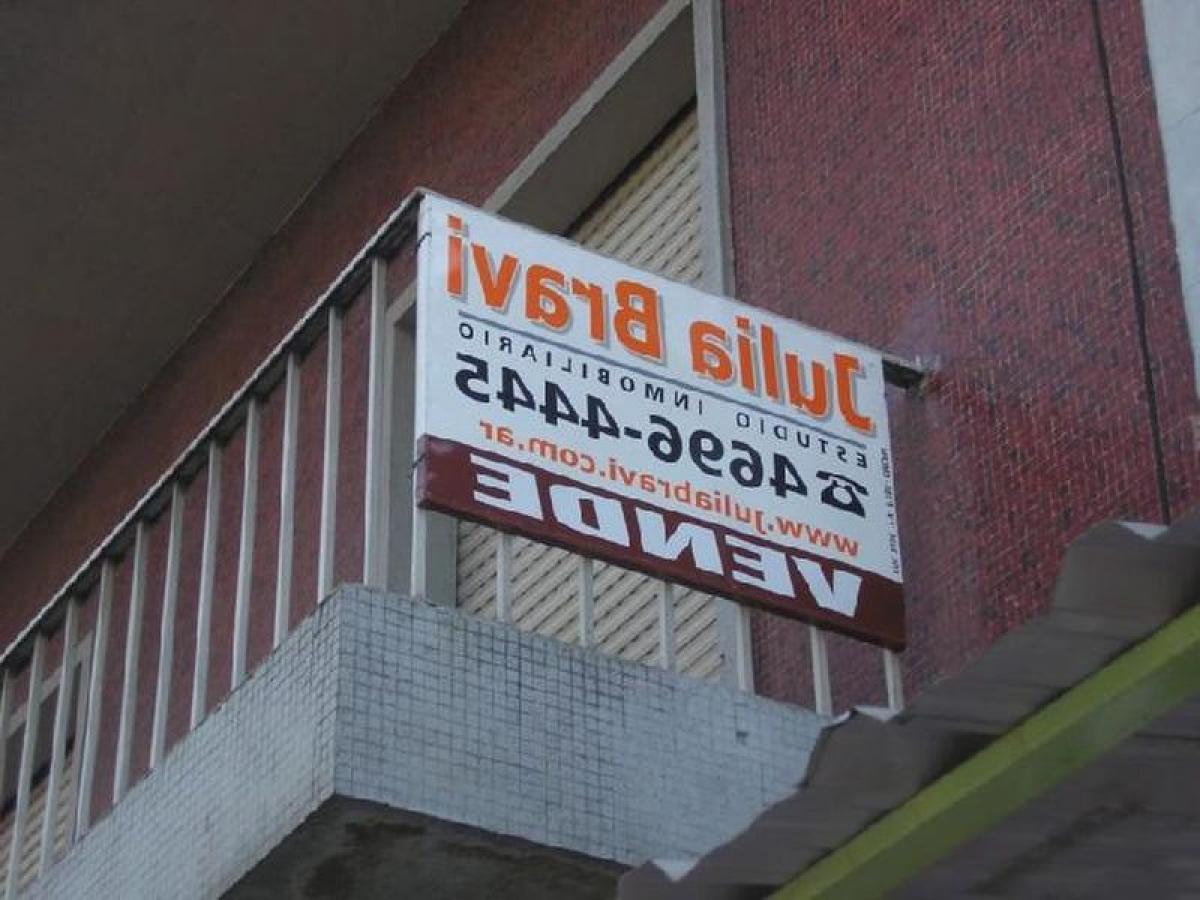 Julia Bravi
ESTUDIO INMOBILIARIO
☎4696-4445
www.juliabravi.com.ar
VENDE